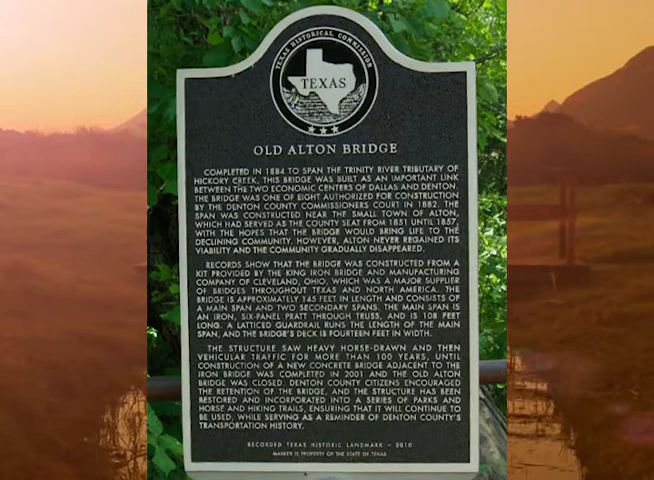 TEXAS HISTORICAL COMMISSION
TEXAS
OLD ALTON BRIDGE
COMPLETED IN 1884 TO SPAN THE TRINITY RIVER TRIBUTARY OF
HICKORY CREEK, THIS BRIDGE WAS BUILT AS AN IMPORTANT LINK
BETWEEN THE TWO ECONOMIC CENTERS OF DALLAS AND DENTON.
THE BRIDGE WAS ONE OF EIGHT AUTHORIZED FOR CONSTRUCTION
BY THE DENTON COUNTY COMMISSIONERS COURT IN 1882. THE
SPAN WAS CONSTRUCTED NEAR THE SMALL TOWN OF ALTON,
WHICH HAD SERVED AS THE COUNTY SEAT FROM 1851 UNTIL 1857,
WITH THE HOPES THAT THE BRIDGE WOULD BRING LIFE TO THE
DECLINING COMMUNITY. HOWEVER, ALTON NEVER REGAINED ITS
VIABILITY AND THE COMMUNITY GRADUALLY DISAPPEARED.
RECORDS SHOW THAT THE BRIDGE WAS CONSTRUCTED FROM A
KIT PROVIDED BY THE KING IRON BRIDGE AND MANUFACTURING
COMPANY OF CLEVELAND, OHIO, WHICH WAS A MAJOR SUPPLIER
OF BRIDGES THROUGHOUT TEXAS AND NORTH AMERICA. THE
BRIDGE IS APPROXIMATELY 145 FEET IN LENGTH AND CONSISTS OF
A MAIN SPAN AND TWO SECONDARY SPANS. THE MAIN SPAN IS
AN IRON, SIX-PANEL PRATT THROUGH TRUSS, AND IS 108 FEET
LONG. A LATTICED GUARDRAIL RUNS THE LENGTH OF THE MAIN
SPAN, AND THE BRIDGE'S DECK IS FOURTEEN FEET IN WIDTH.
THE STRUCTURE SAW HEAVY HORSE-DRAWN AND THEN
VEHICULAR TRAFFIC FOR MORE THAN 100 YEARS, UNTIL
CONSTRUCTION OF A NEW CONCRETE BRIDGE ADJACENT TO THE
IRON BRIDGE WAS COMPLETED IN 2001 AND THE OLD ALTON
BRIDGE WAS CLOSED. DENTON COUNTY CITIZENS ENCOURAGED
THE RETENTION OF THE BRIDGE, AND THE STRUCTURE HAS BEEN
RESTORED AND INCORPORATED INTO A SERIES OF PARKS AND
HORSE AND HIKING TRAILS, ENSURING THAT IT WILL CONTINUE TO
BE USED, WHILE SERVING AS A REMINDER OF DENTON COUNTY'S
TRANSPORTATION HISTORY.
RECORDED TEXAS HISTORIC LANDMARK – 2010
MARKER IS PROPERTY OF THE STATE OF TEXAS